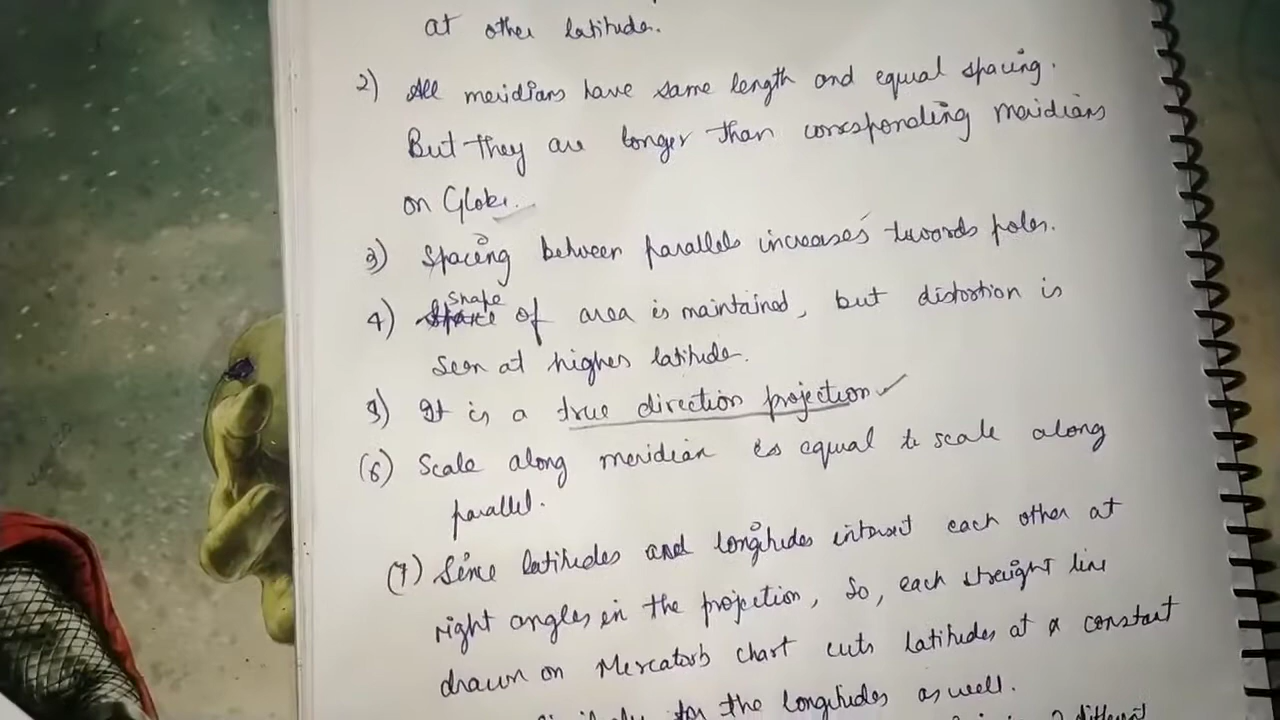 at other latitude.
2) All meridians have same length and equal spacing.
But they are longer than corresponding meridians
on Globe.
3) Spacing between parallels increases towards poles.
4) Shape of area is maintained, but distortion is
seen at higher latitude.
5) It is a true direction projection
(6) Scale along meridian is equal to scale along
parallel.
(7) Since latitudes and longitudes intersect each other at
right angles in the projection, so, each straight line
drawn on Mercator's chart cuts latitudes at a constant
for the longitudes as well.
different